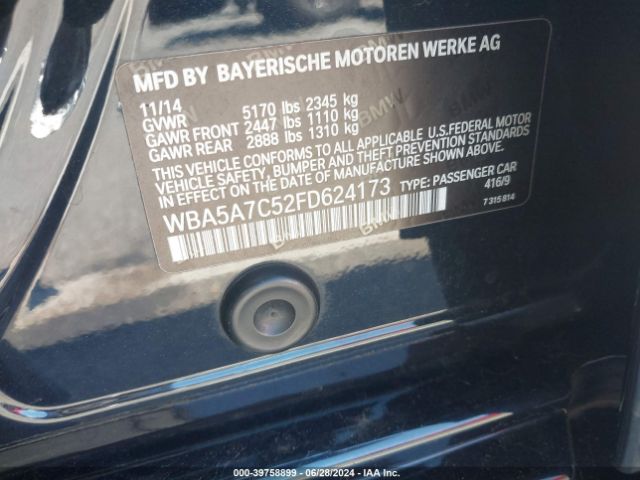 MFD BY BAYERISCHE MOTOREN WERKE AG
11/14
GVWR 5170 lbs 2345 kg
GAWR FRONT 2447 lbs 1110 kg
GAWR REAR 2888 lbs 1310 kg
THIS VEHICLE CONFORMS TO ALL APPLICABLE U.S.FEDERAL MOTOR
VEHICLE SAFETY, BUMPER AND THEFT PREVENTION STANDARDS
IN EFFECT ON THE DATE OF MANUFACTURE SHOWN ABOVE.
WBA5A7C52FD624173 TYPE: PASSENGER CAR
416/9
7 315 814
000-39758899 - 06/28/2024 - IAA Inc.